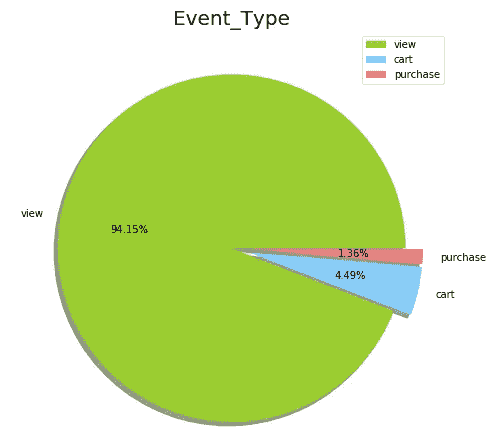 Event_Type
view
cart
purchase
view
94.15%
1.36%
purchase
4.49%
cart